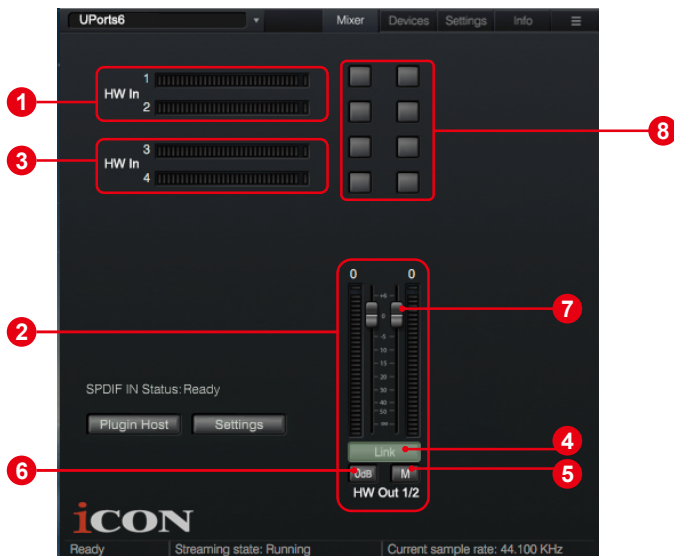 UPorts6 Mixer Devices Settings Info
1
HW In
2
3
HW In
4
1
3
8
0 0
+6
0
-5
-10
-15
-20
-30
-40
-50
-∞
2
7
SPDIF IN Status: Ready
Plugin Host Settings
Link
4
0dB M
6
5
HW Out 1/2
iCON
Ready Streaming state: Running Current sample rate: 44.100 KHz